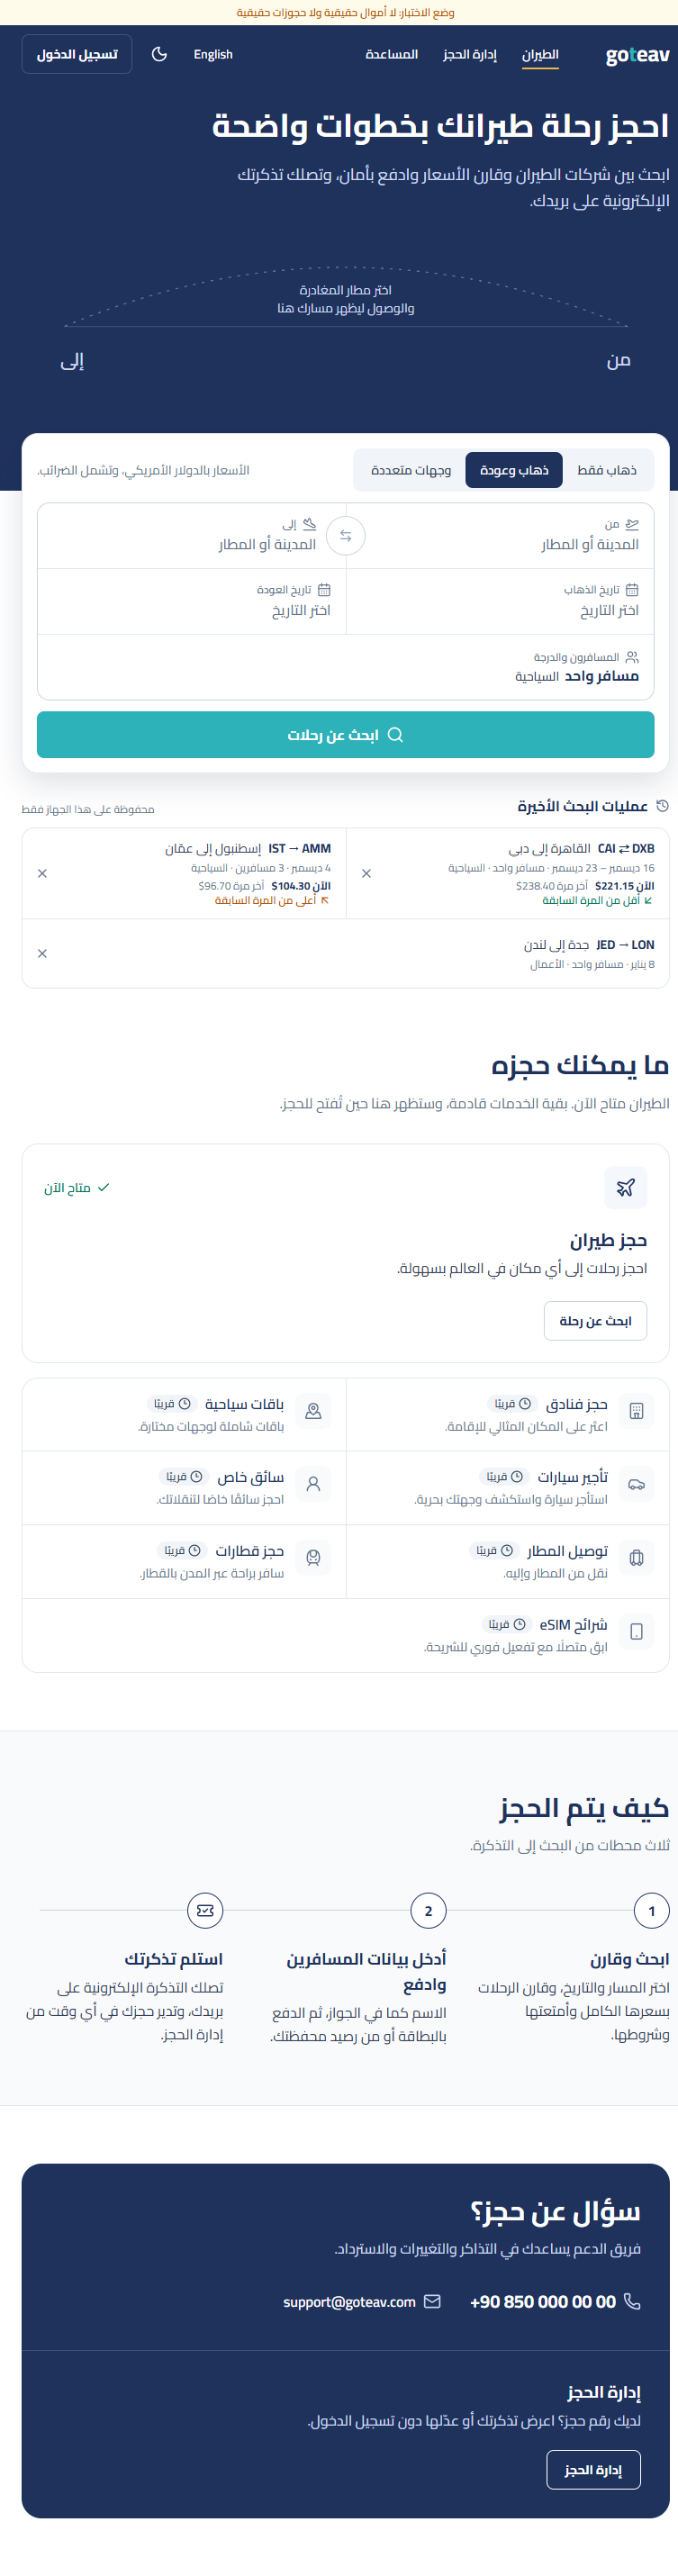 وضع الاختبار: لا أموال حقيقية ولا حجوزات حقيقية
goteav
الطيران
إدارة الحجز
المساعدة
English
تسجيل الدخول
احجز رحلة طيرانك بخطوات واضحة
ابحث بين شركات الطيران وقارن الأسعار وادفع بأمان، وتصلك تذكرتك
الإلكترونية على بريدك.
اختر مطار المغادرة
والوصول ليظهر مسارك هنا
من
إلى
ذهاب فقط
ذهاب وعودة
وجهات متعددة
الأسعار بالدولار الأمريكي، وتشمل الضرائب.
من
المدينة أو المطار
إلى
المدينة أو المطار
تاريخ الذهاب
اختر التاريخ
تاريخ العودة
اختر التاريخ
المسافرون والدرجة
مسافر واحد السياحية
ابحث عن رحلات
عمليات البحث الأخيرة
محفوظة على هذا الجهاز فقط
CAI ⇄ DXB القاهرة إلى دبي
16 ديسمبر – 23 ديسمبر · مسافر واحد · السياحية
الآن $221.15 آخر مرة $238.40
أقل من المرة السابقة
IST → AMM إسطنبول إلى عمّان
4 ديسمبر · 3 مسافرين · السياحية
الآن $104.30 آخر مرة $96.70
أعلى من المرة السابقة
JED → LON جدة إلى لندن
8 يناير · مسافر واحد · الأعمال
ما يمكنك حجزه
الطيران متاح الآن. بقية الخدمات قادمة، وستظهر هنا حين تُفتح للحجز.
متاح الآن
حجز طيران
احجز رحلات إلى أي مكان في العالم بسهولة.
ابحث عن رحلة
حجز فنادق قريبًا
اعثر على المكان المثالي للإقامة.
باقات سياحية قريبًا
باقات شاملة لوجهات مختارة.
تأجير سيارات قريبًا
استأجر سيارة واستكشف وجهتك بحرية.
سائق خاص قريبًا
احجز سائقًا خاصًا لتنقلاتك.
توصيل المطار قريبًا
نقل من المطار وإليه.
حجز قطارات قريبًا
سافر براحة عبر المدن بالقطار.
شرائح eSIM قريبًا
ابق متصلًا مع تفعيل فوري للشريحة.
كيف يتم الحجز
ثلاث محطات من البحث إلى التذكرة.
1
ابحث وقارن
اختر المسار والتاريخ، وقارن الرحلات
بسعرها الكامل وأمتعتها
وشروطها.
2
أدخل بيانات المسافرين
وادفع
الاسم كما في الجواز، ثم الدفع
بالبطاقة أو من رصيد محفظتك.
استلم تذكرتك
تصلك التذكرة الإلكترونية على
بريدك، وتدير حجزك في أي وقت من
إدارة الحجز.
سؤال عن حجز؟
فريق الدعم يساعدك في التذاكر والتغييرات والاسترداد.
+90 850 000 00 00
support@goteav.com
إدارة الحجز
لديك رقم حجز؟ اعرض تذكرتك أو عدّلها دون تسجيل الدخول.
إدارة الحجز